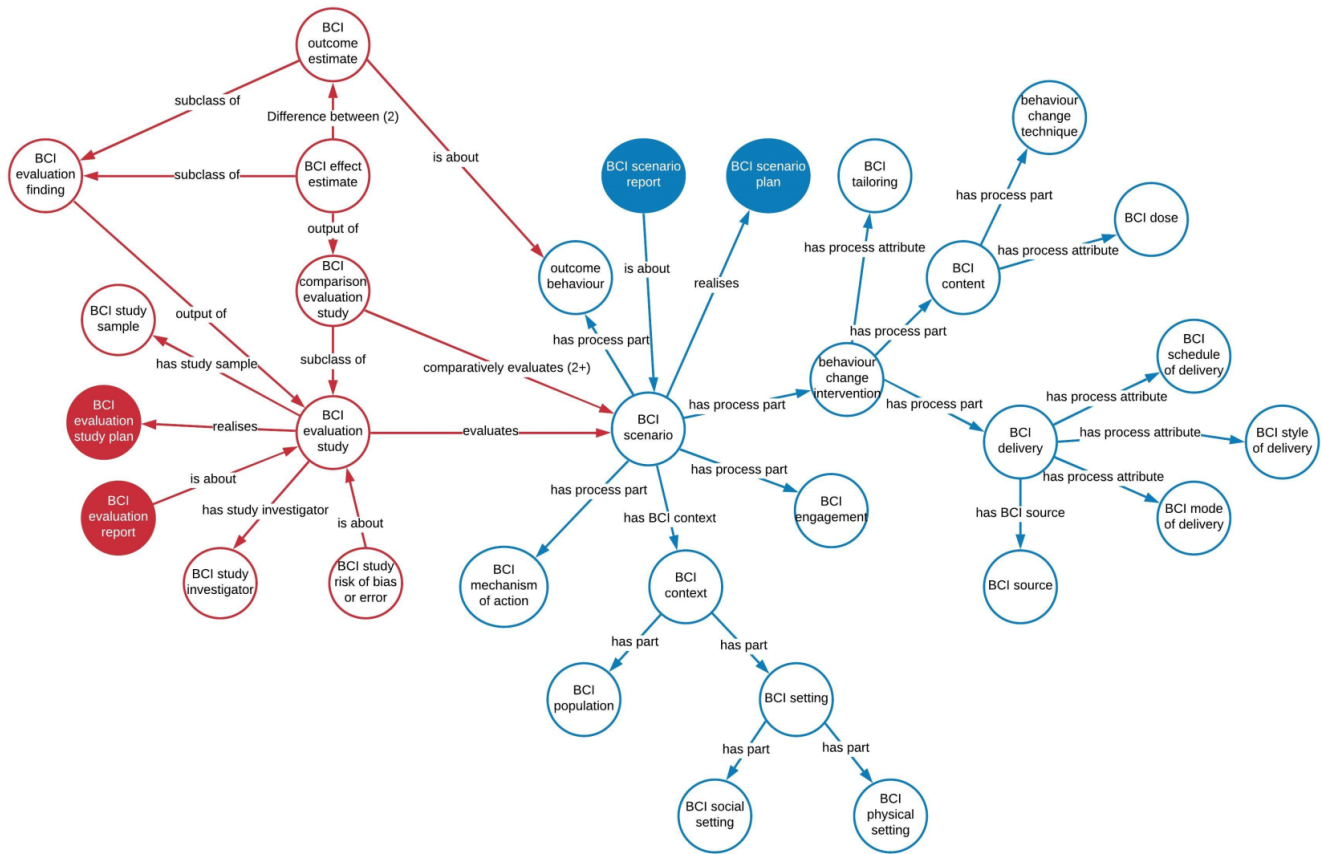 BCI
outcome
estimate
subclass of
Difference between (2)
is about
BCI
evaluation
finding
subclass of
BCI effect
estimate
output of
BCI
comparison
evaluation
study
BCI study
sample
output of
has study sample
subclass of
comparatively evaluates (2+)
BCI
evaluation
study plan
realises
BCI
evaluation
study
evaluates
is about
BCI
evaluation
report
has study investigator
is about
BCI study
investigator
BCI study
risk of bias
or error
BCI scenario
report
BCI scenario
plan
outcome
behaviour
is about
realises
has process part
BCI
scenario
has process part
behaviour
change
intervention
BCI
tailoring
has process attribute
behaviour
change
technique
has process part
BCI dose
has process attribute
BCI
content
has process part
has process part
BCI
delivery
BCI
schedule
of delivery
has process attribute
has process attribute
BCI style
of delivery
has process attribute
BCI mode
of delivery
has BCI source
BCI source
has process part
BCI
engagement
has process part
has BCI context
BCI
mechanism
of action
BCI
context
has part
has part
BCI
population
BCI setting
has part
has part
BCI social
setting
BCI
physical
setting